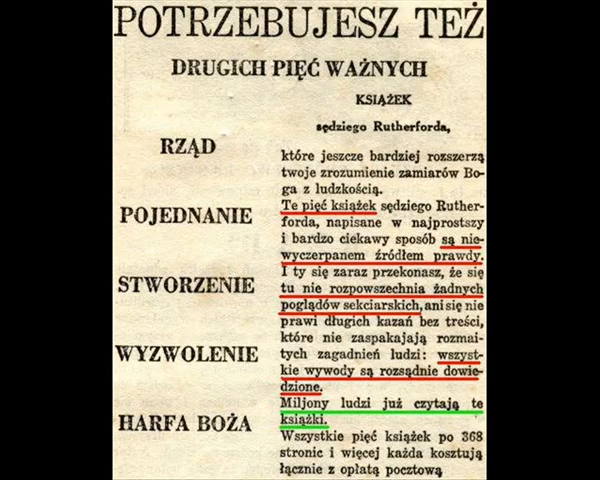 POTRZEBUJESZ TEŻ
DRUGICH PIĘĆ WAŻNYCH
KSIĄŻEK
sędziego Rutherforda,
RZĄD
POJEDNANIE
STWORZENIE
WYZWOLENIE
HARFA BOŻA
które jeszcze bardziej rozszerzą
twoje zrozumienie zamiarów Bo-
ga z ludzkością.
Te pięć książek sędziego Ruther-
forda, napisane w najprostszy
i bardzo ciekawy sposób są nie-
wyczerpanem źródłem prawdy.
I ty się zaraz przekonasz, że się
tu nie rozpowszechnia żadnych
poglądów sekciarskich, ani się nie
prawi długich kazań bez treści,
które nie zaspakajają rozmai-
tych zagadnień ludzi: wszyst-
kie wywody są rozsądnie dowie-
dzione.
Miljony ludzi już czytają te
książki.
Wszystkie pięć książek po 368
stronic i więcej każda kosztują
łącznie z opłatą pocztową